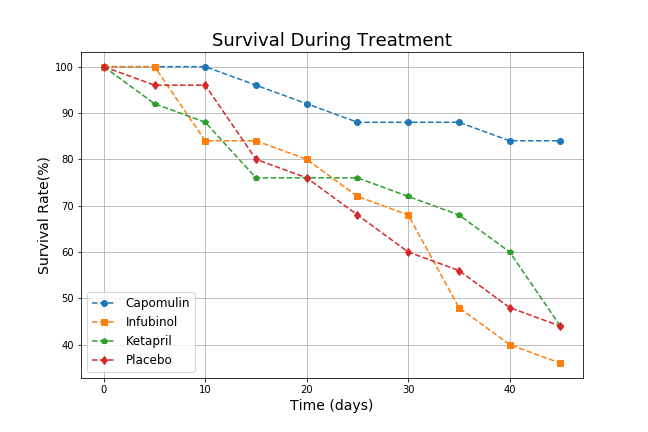 Survival During Treatment
Survival Rate(%)
100
90
80
70
60
50
40
Capomulin
Infubinol
Ketapril
Placebo
0 10 20 30 40
Time (days)